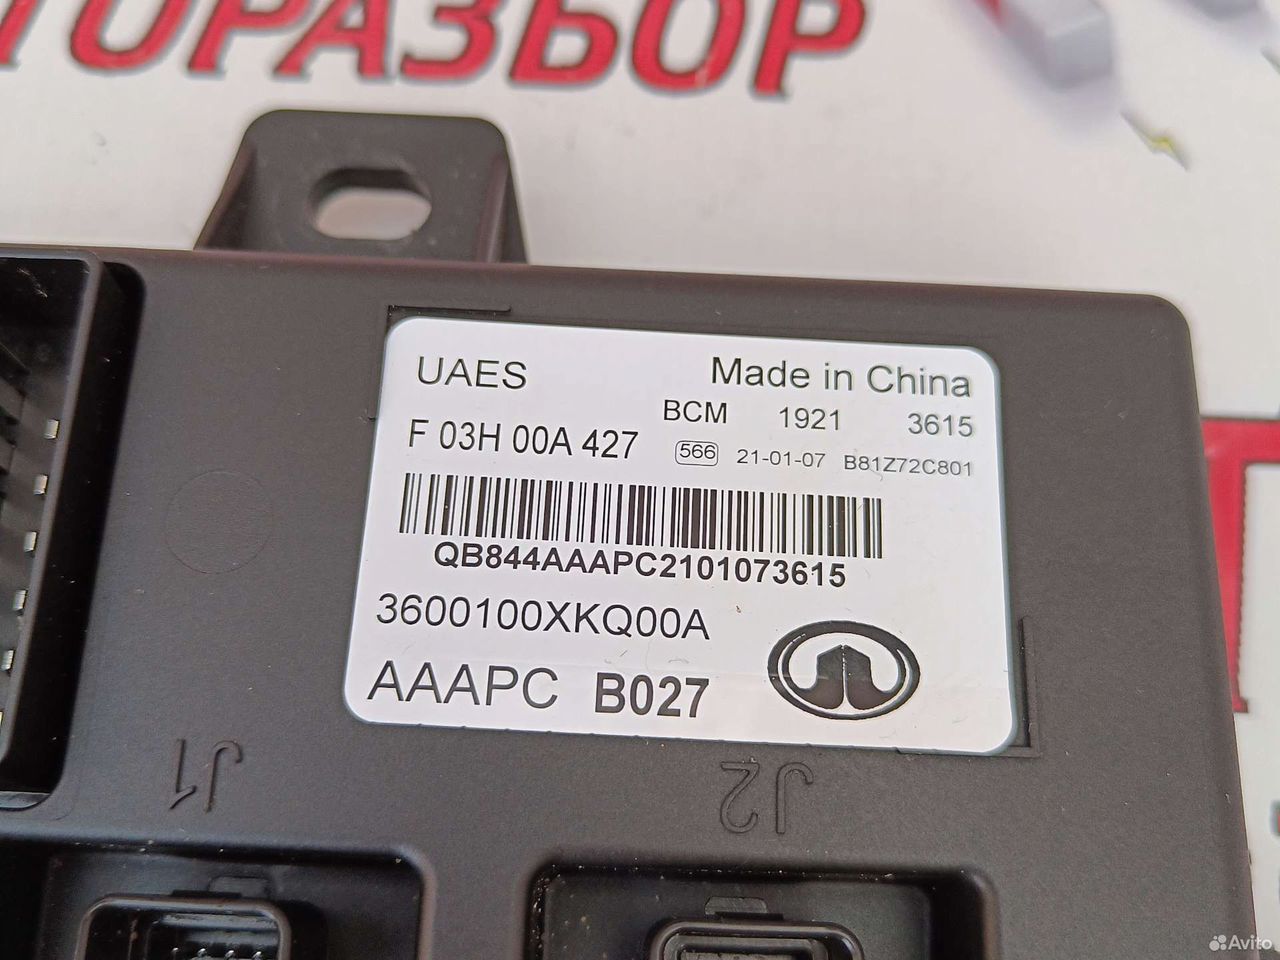 ТОРАЗБОР
UAES Made in China
BCM 1921 3615
F 03H 00A 427
566 21-01-07 B81Z72C801
QB844AAAPC2101073615
3600100XKQ00A
AAAPC B027
J1
J2
Avito